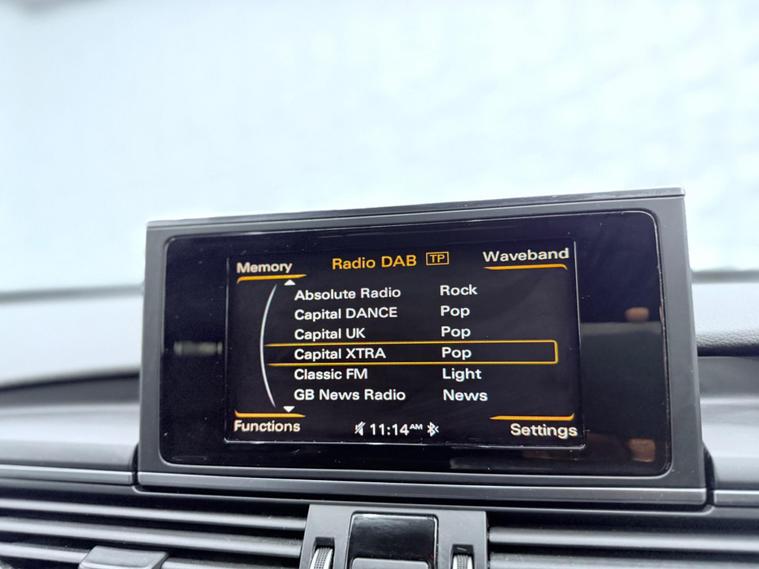 Memory Radio DAB TP Waveband
Absolute Radio Rock
Capital DANCE Pop
Capital UK Pop
Capital XTRA Pop
Classic FM Light
GB News Radio News
Functions 11:14AM Settings